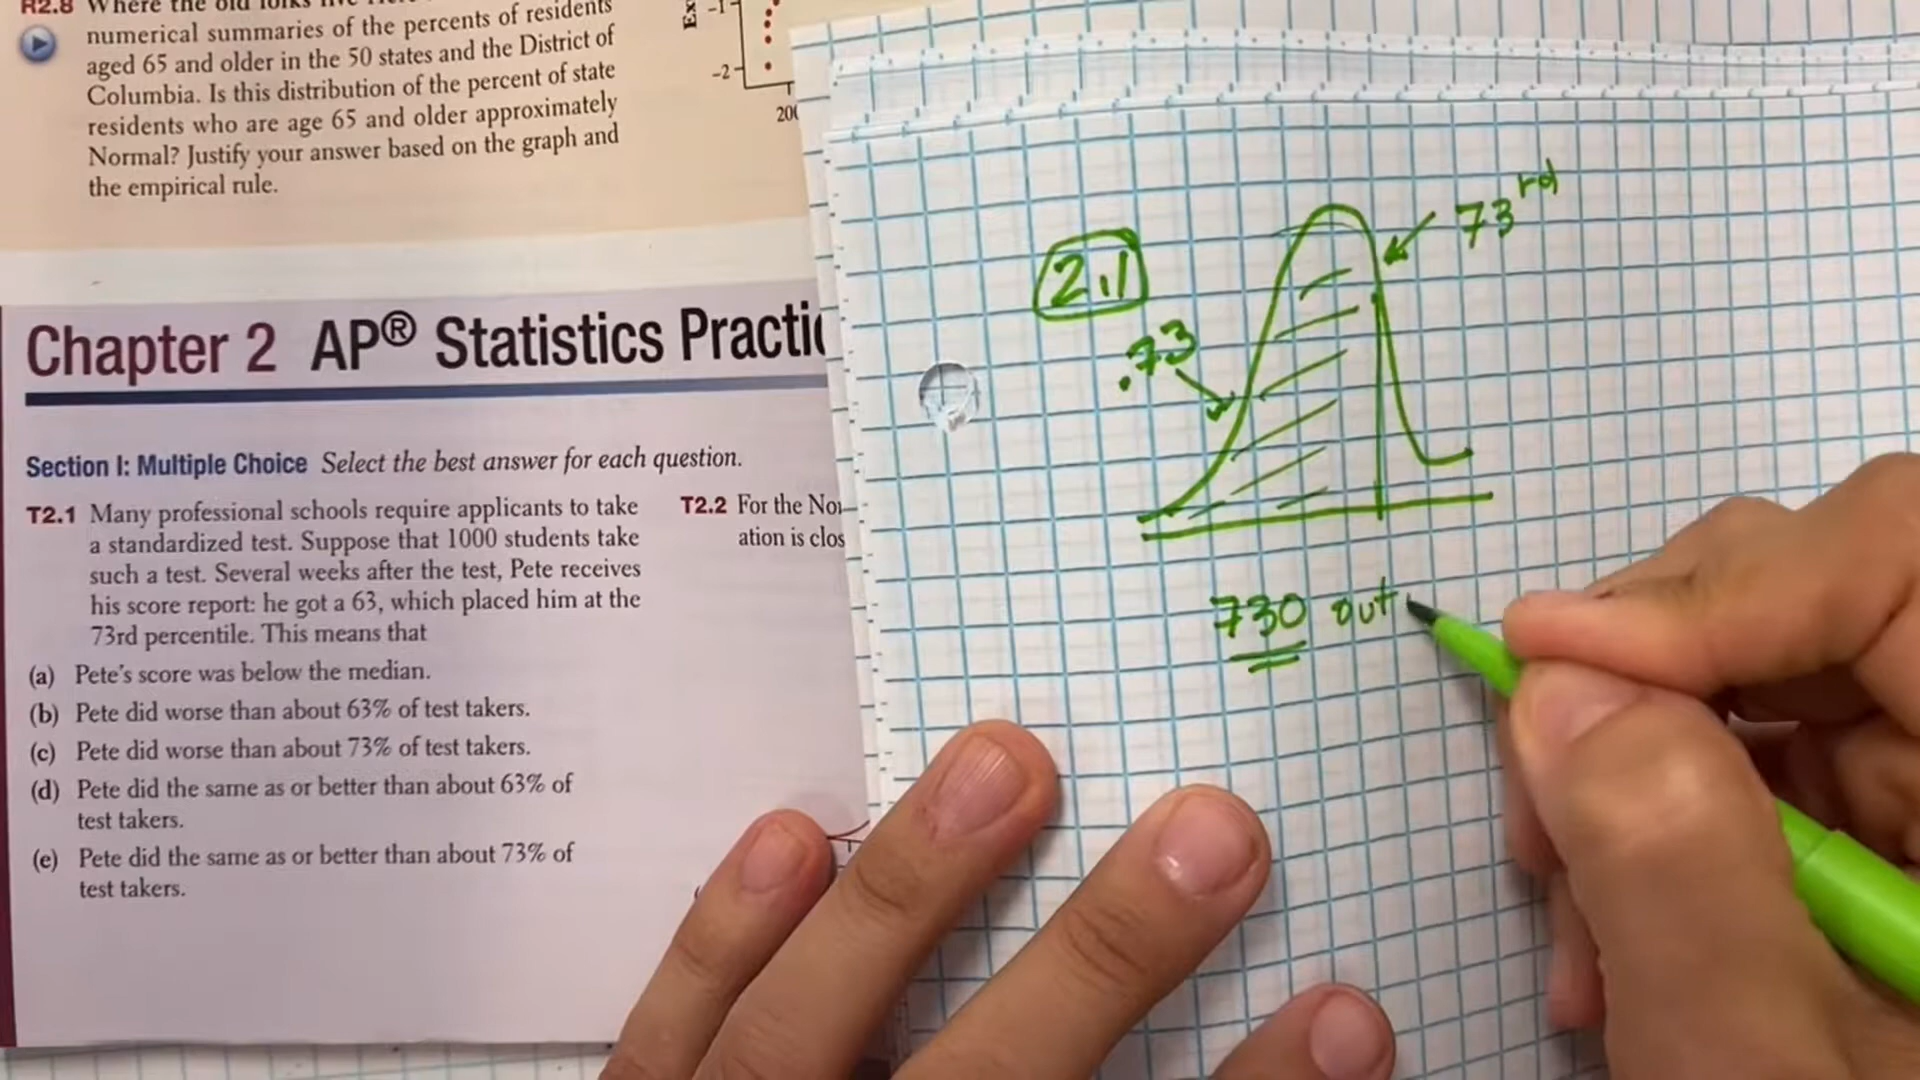 R2.8 Where the old folks live
numerical summaries of the percents of residents
aged 65 and older in the 50 states and the District of
Columbia. Is this distribution of the percent of state
residents who are age 65 and older approximately
Normal? Justify your answer based on the graph and
the empirical rule.
Ex
-1
-2
200
Chapter 2 AP® Statistics Practic
Section I: Multiple Choice Select the best answer for each question.
T2.1 Many professional schools require applicants to take
a standardized test. Suppose that 1000 students take
such a test. Several weeks after the test, Pete receives
his score report: he got a 63, which placed him at the
73rd percentile. This means that
(a) Pete's score was below the median.
(b) Pete did worse than about 63% of test takers.
(c) Pete did worse than about 73% of test takers.
(d) Pete did the same as or better than about 63% of
test takers.
(e) Pete did the same as or better than about 73% of
test takers.
T2.2 For the Nor
ation is clos
2.1
73rd
.73
730 out